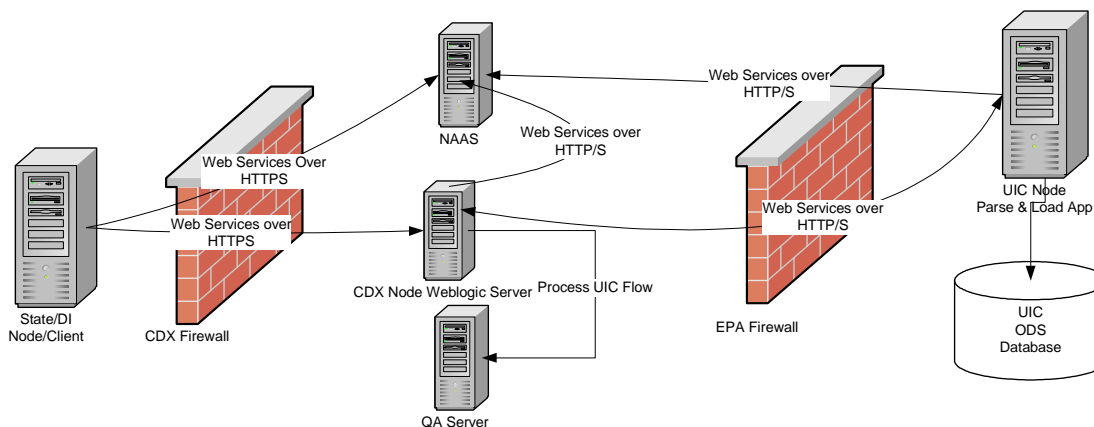 Web Services over
HTTP/S
NAAS
Web Services over
HTTP/S
Web Services Over
HTTPS
UIC Node
Parse & Load App
Web Services over
HTTPS
Web Services over
HTTP/S
CDX Node Weblogic Server
Process UIC Flow
State/DI
Node/Client
CDX Firewall
EPA Firewall
UIC
ODS
Database
QA Server